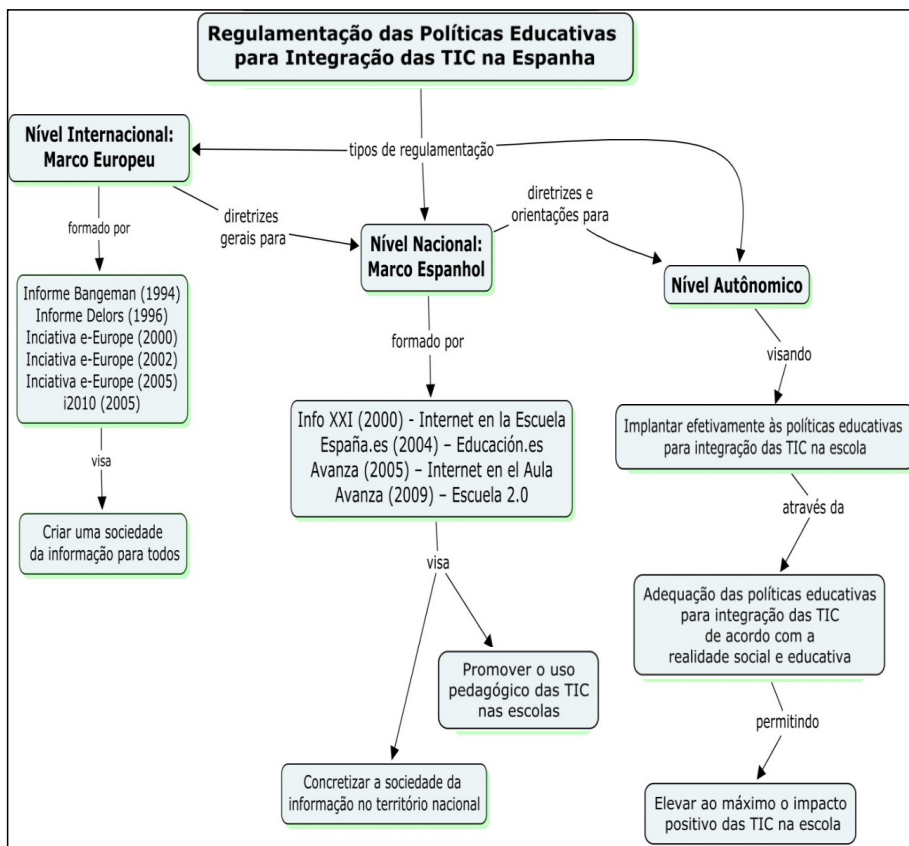 Regulamentação das Políticas Educativas
para Integração das TIC na Espanha
Nível Internacional:
Marco Europeu
tipos de regulamentação
formado por
diretrizes
gerais para
diretrizes e
orientações para
Nível Nacional:
Marco Espanhol
Nível Autônomico
Informe Bangeman (1994)
Informe Delors (1996)
Inciativa e-Europe (2000)
Inciativa e-Europe (2002)
Inciativa e-Europe (2005)
i2010 (2005)
visa
Criar uma sociedade
da informação para todos
formado por
Info XXI (2000) - Internet en la Escuela
España.es (2004) – Educación.es
Avanza (2005) – Internet en el Aula
Avanza (2009) – Escuela 2.0
visa
Promover o uso
pedagógico das TIC
nas escolas
Concretizar a sociedade da
informação no território nacional
visando
Implantar efetivamente às políticas educativas
para integração das TIC na escola
através da
Adequação das políticas educativas
para integração das TIC
de acordo com a
realidade social e educativa
permitindo
Elevar ao máximo o impacto
positivo das TIC na escola